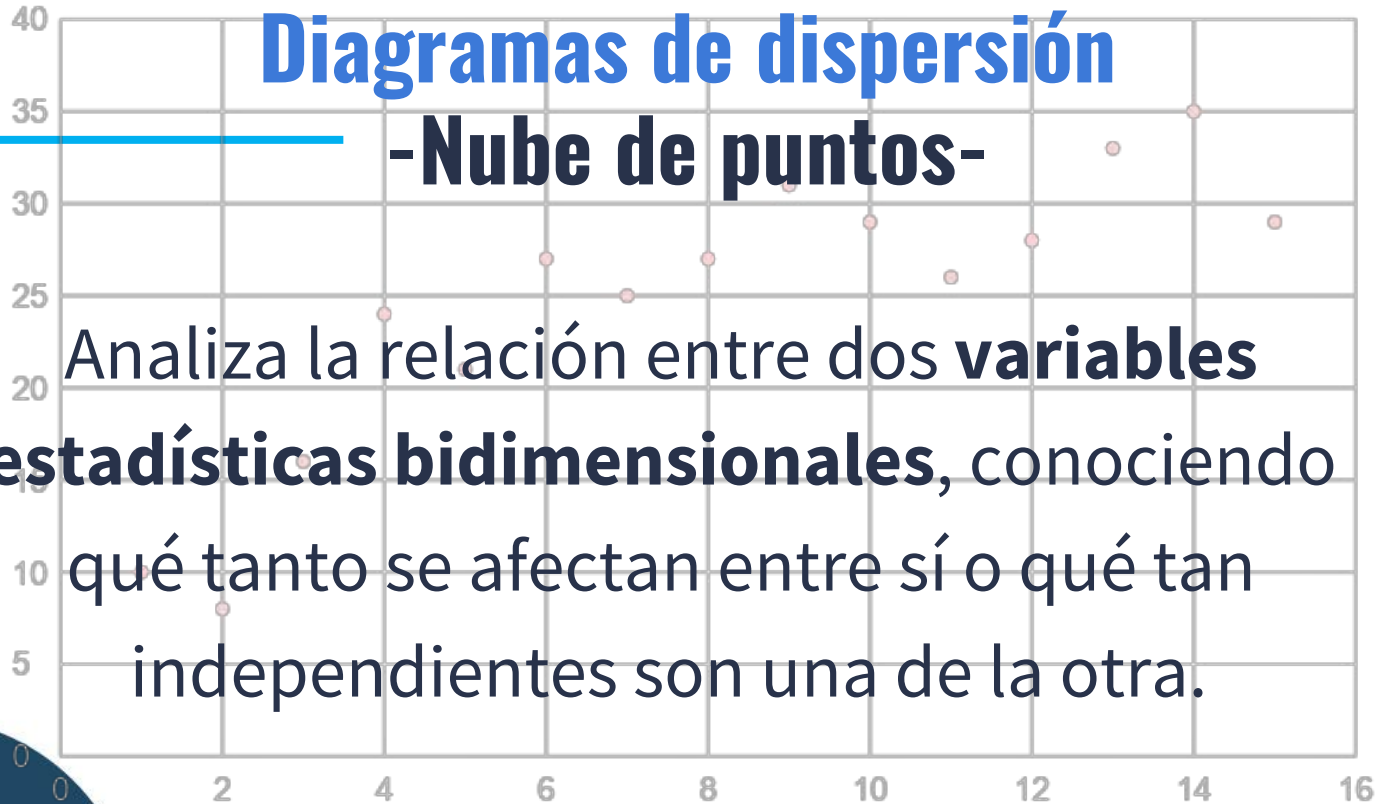 Diagramas de dispersión
-Nube de puntos-
Analiza la relación entre dos variables
estadísticas bidimensionales, conociendo
qué tanto se afectan entre sí o qué tan
independientes son una de la otra.
40
35
30
25
20
15
10
5
0
0 2 4 6 8 10 12 14 16